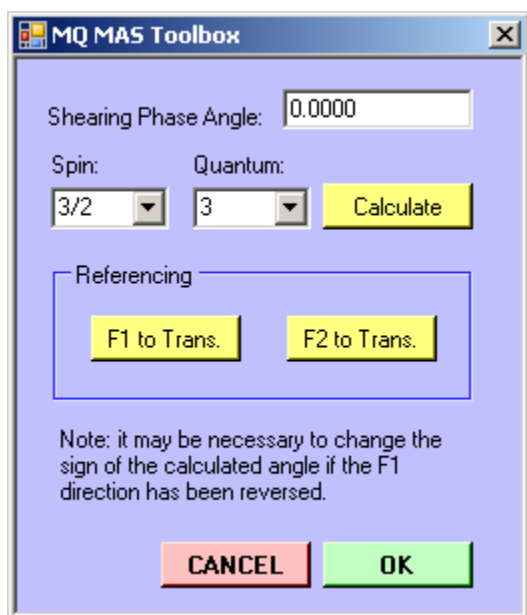 MQ MAS Toolbox
Shearing Phase Angle: 0.0000
Spin: Quantum:
3/2 3 Calculate
Referencing
F1 to Trans. F2 to Trans.
Note: it may be necessary to change the
sign of the calculated angle if the F1
direction has been reversed.
CANCEL OK